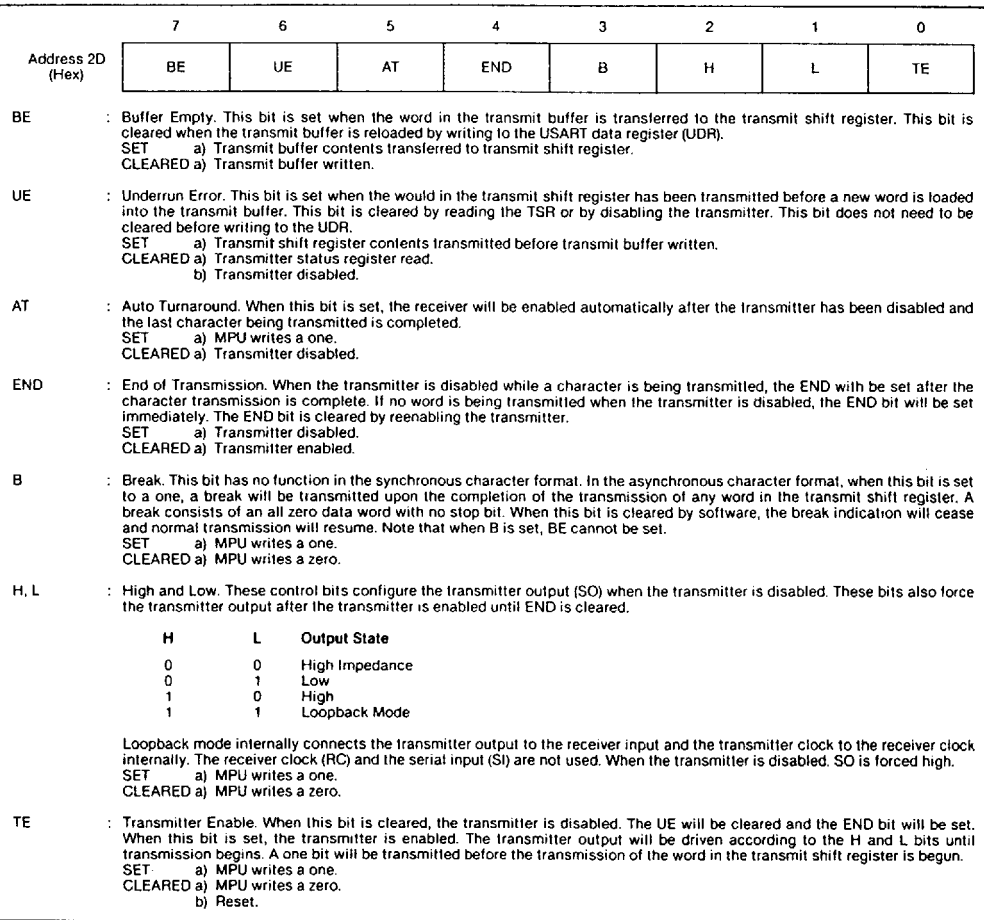 7 6 5 4 3 2 1 0
Address 2D
(Hex)
BE UE AT END B H L TE
BE : Buffer Empty. This bit is set when the word in the transmit buffer is transferred to the transmit shift register. This bit is
cleared when the transmit buffer is reloaded by writing to the USART data register (UDR).
SET a) Transmit buffer contents transferred to transmit shift register.
CLEARED a) Transmit buffer written.
UE : Underrun Error. This bit is set when the would in the transmit shift register has been transmitted before a new word is loaded
into the transmit buffer. This bit is cleared by reading the TSR or by disabling the transmitter. This bit does not need to be
cleared before writing to the UDR.
SET a) Transmit shift register contents transmitted before transmit buffer written.
CLEARED a) Transmitter status register read.
b) Transmitter disabled.
AT : Auto Turnaround. When this bit is set, the receiver will be enabled automatically after the transmitter has been disabled and
the last character being transmitted is completed.
SET a) MPU writes a one.
CLEARED a) Transmitter disabled.
END : End of Transmission. When the transmitter is disabled while a character is being transmitted, the END with be set after the
character transmission is complete. If no word is being transmitted when the transmitter is disabled, the END bit will be set
immediately. The END bit is cleared by reenabling the transmitter.
SET a) Transmitter disabled.
CLEARED a) Transmitter enabled.
B : Break. This bit has no function in the synchronous character format. In the asynchronous character format, when this bit is set
to a one, a break will be transmitted upon the completion of the transmission of any word in the transmit shift register. A
break consists of an all zero data word with no stop bit. When this bit is cleared by software, the break indication will cease
and normal transmission will resume. Note that when B is set, BE cannot be set.
SET a) MPU writes a one.
CLEARED a) MPU writes a zero.
H, L : High and Low. These control bits configure the transmitter output (SO) when the transmitter is disabled. These bits also force
the transmitter output after the transmitter is enabled until END is cleared.
H L Output State
0 0 High Impedance
0 1 Low
1 0 High
1 1 Loopback Mode
Loopback mode internally connects the transmitter output to the receiver input and the transmitter clock to the receiver clock
internally. The receiver clock (RC) and the serial input (SI) are not used. When the transmitter is disabled. SO is forced high.
SET a) MPU writes a one.
CLEARED a) MPU writes a zero.
TE : Transmitter Enable. When this bit is cleared, the transmitter is disabled. The UE will be cleared and the END bit will be set.
When this bit is set, the transmitter is enabled. The transmitter output will be driven according to the H and L bits until
transmission begins. A one bit will be transmitted before the transmission of the word in the transmit shift register is begun.
SET a) MPU writes a one.
CLEARED a) MPU writes a zero.
b) Reset.